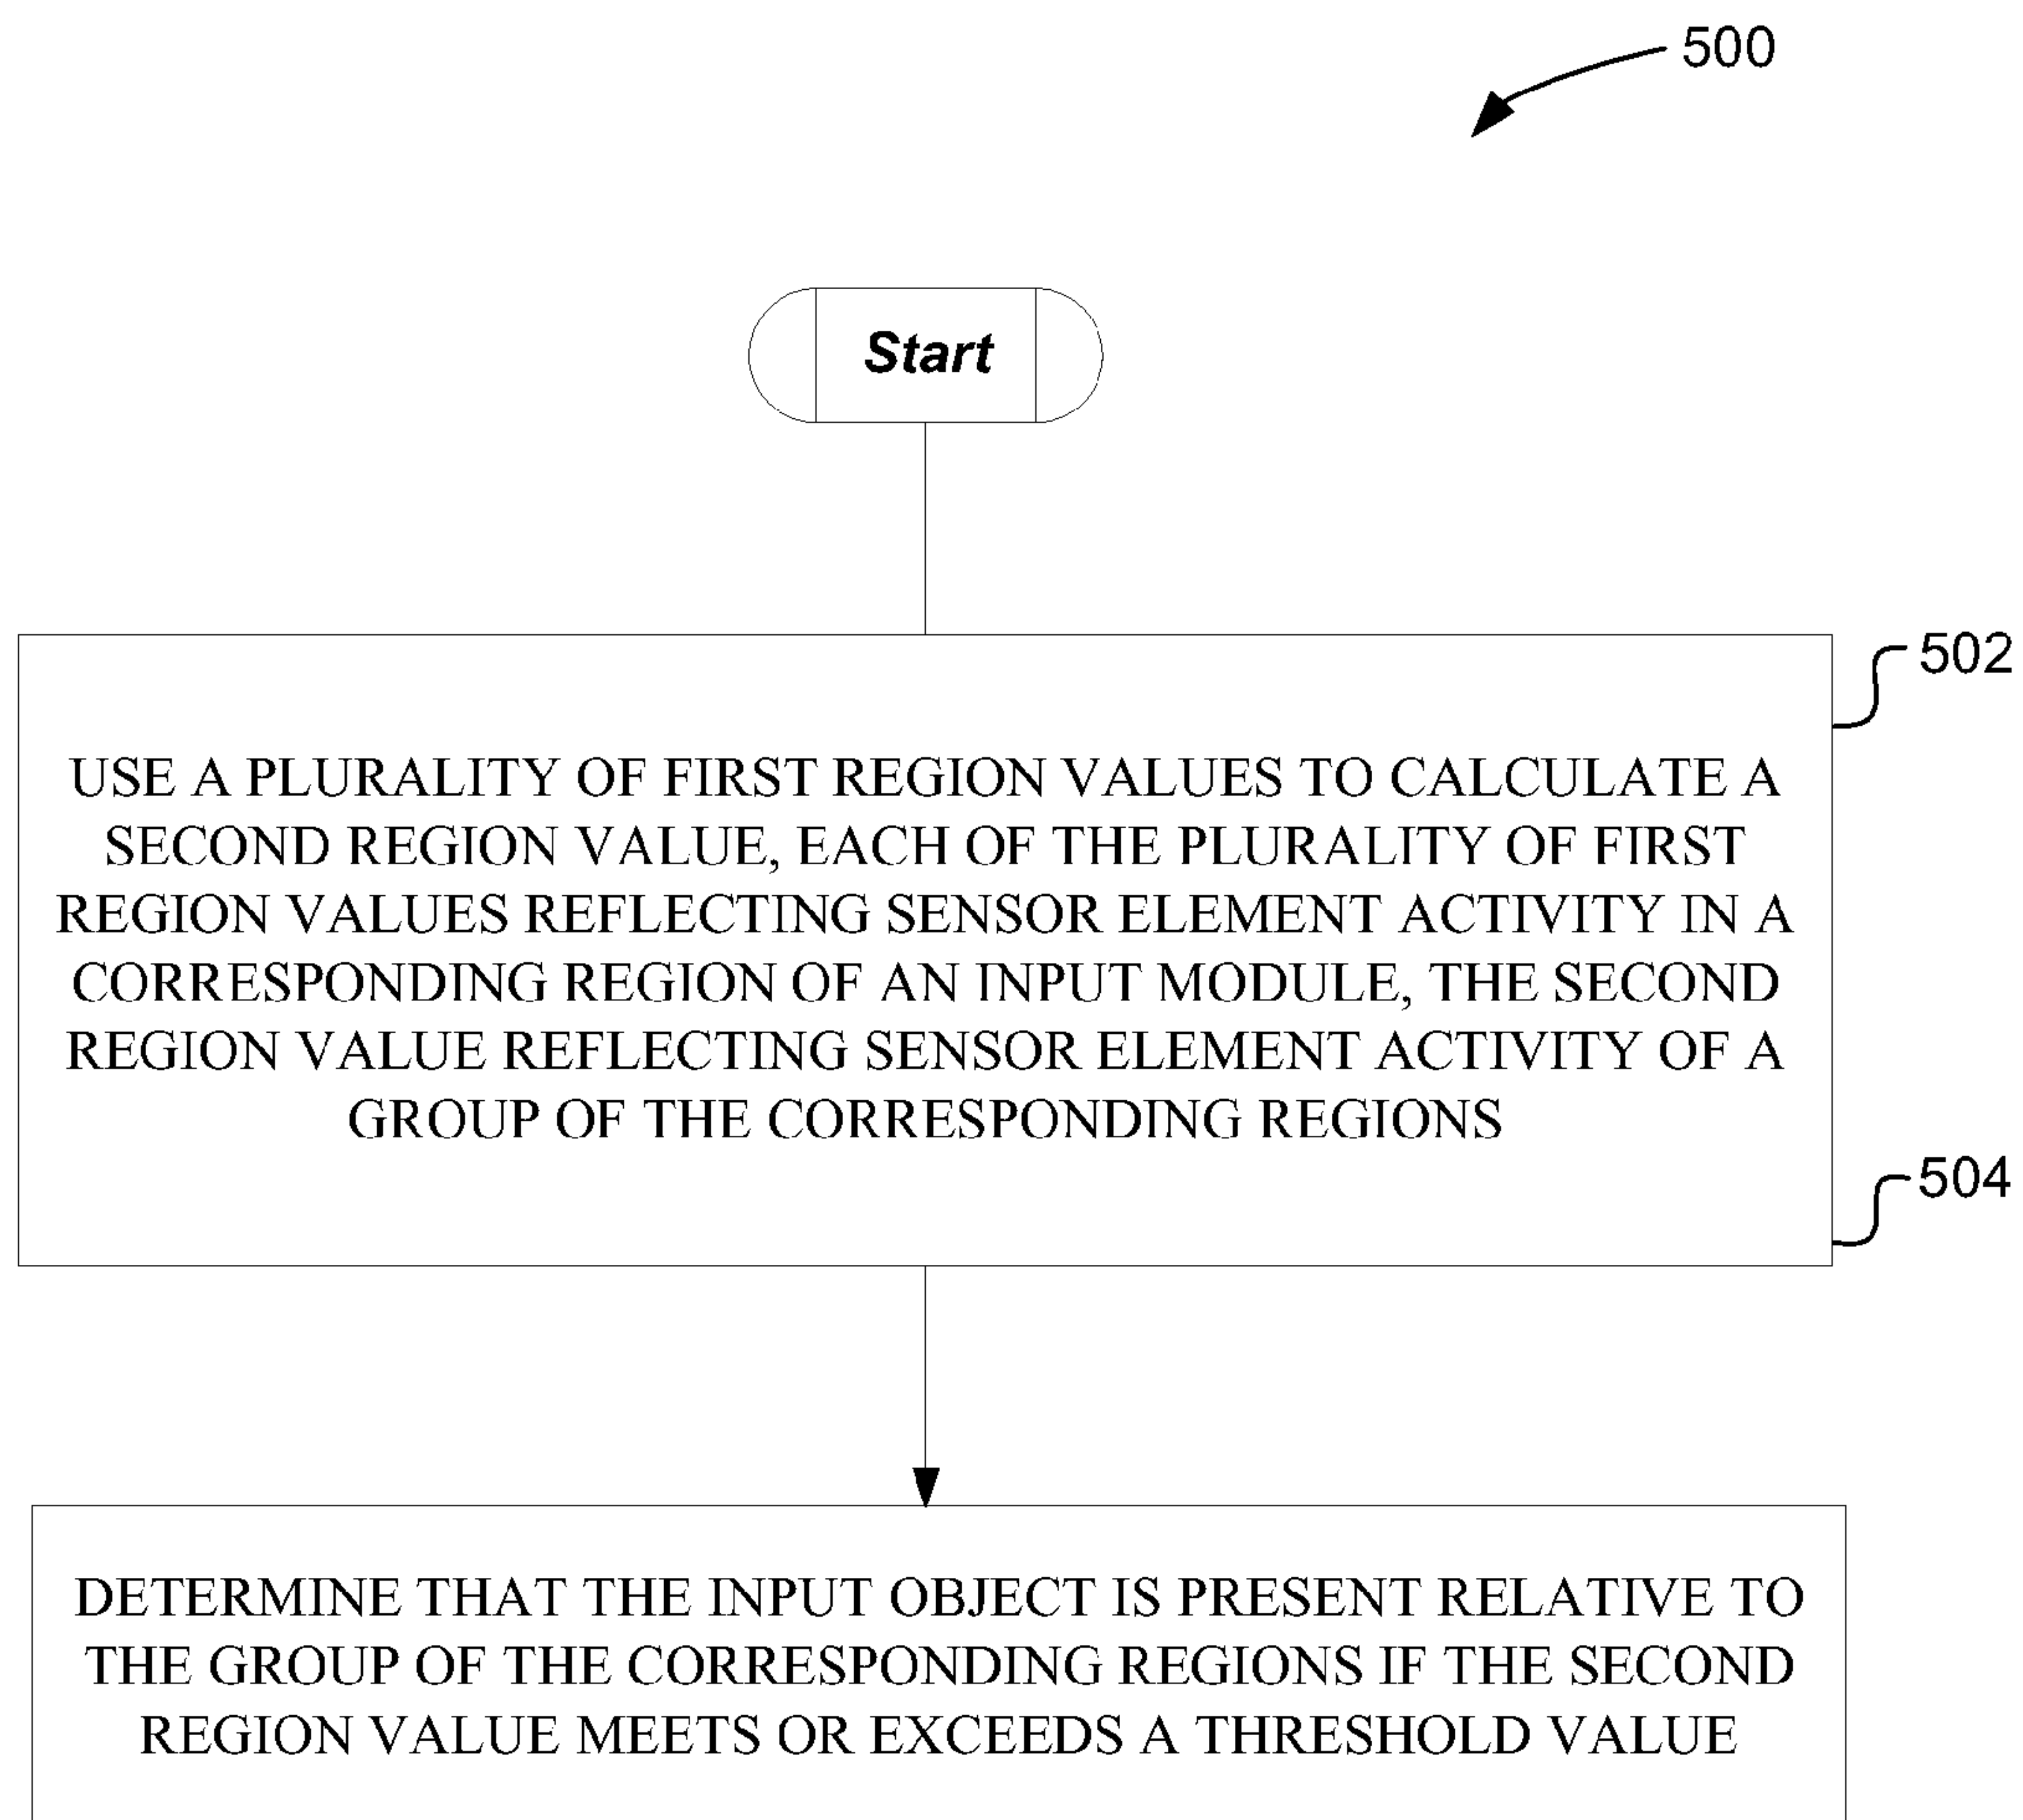 500
Start
502
USE A PLURALITY OF FIRST REGION VALUES TO CALCULATE A
SECOND REGION VALUE, EACH OF THE PLURALITY OF FIRST
REGION VALUES REFLECTING SENSOR ELEMENT ACTIVITY IN A
CORRESPONDING REGION OF AN INPUT MODULE, THE SECOND
REGION VALUE REFLECTING SENSOR ELEMENT ACTIVITY OF A
GROUP OF THE CORRESPONDING REGIONS
504
DETERMINE THAT THE INPUT OBJECT IS PRESENT RELATIVE TO
THE GROUP OF THE CORRESPONDING REGIONS IF THE SECOND
REGION VALUE MEETS OR EXCEEDS A THRESHOLD VALUE